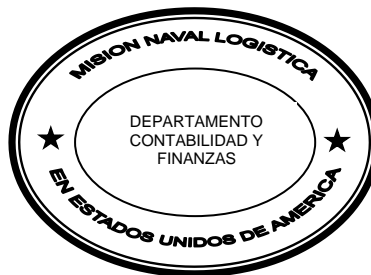 MISION NAVAL LOGISTICA
DEPARTAMENTO
CONTABILIDAD Y
FINANZAS
EN ESTADOS UNIDOS DE AMERICA